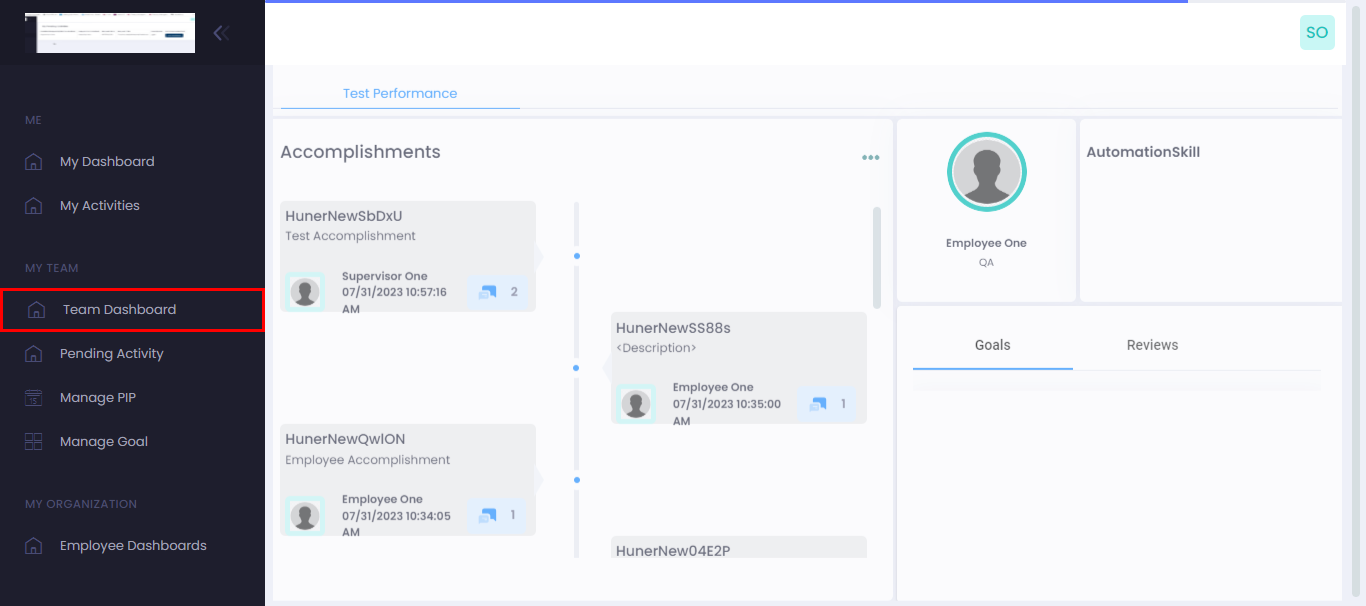 ME
My Dashboard
My Activities
MY TEAM
Team Dashboard
Pending Activity
Manage PIP
Manage Goal
MY ORGANIZATION
Employee Dashboards
SO
Test Performance
Accomplishments
HunerNewSbDxU
Test Accomplishment
Supervisor One
07/31/2023 10:57:16
AM
2
HunerNewSS88s
<Description>
Employee One
07/31/2023 10:35:00
AM
1
HunerNewQwlON
Employee Accomplishment
Employee One
07/31/2023 10:34:05
AM
1
HunerNew04E2P
Employee One
QA
AutomationSkill
Goals
Reviews